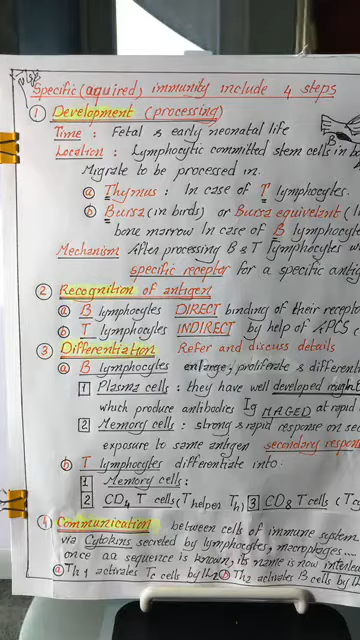 Specific (aquired) immunity include 4 steps
① Development (processing)
Time : Fetal & early neonatal life
Location : Lymphocytic committed stem cells in
Migrate to be processed in.
ⓐ Thymus : In case of T lymphocytes.
B
ⓑ Bursa (in birds) or Bursa equivelant
bone marrow In case of B lymphocyte
Mechanism After processing B & T lymphocytes
specific receptor for a specific antig
② Recognition of antigen
ⓐ B lymphocytes DIRECT binding of their recepto
ⓑ T lymphocytes INDIRECT by help of APCS
③ Differentiation Refer and discuss details
ⓐ B lymphocytes enlarge, proliferate & different
1 Plasma cells : they have well developed
which produce antibodies Ig MAGED at rapid
2 Memory cells : strong & rapid response on
exposure to same antigen secondary respon
ⓑ T lymphocytes differentiate into :
1 Memory cells :
2 CD4 T cells (T helper Th) 3 CD8 T cells (Tc
④ Communication between cells of immune system
via Cytokins secreted by lymphocytes, macrophages....
once aa sequence is known, its name is now
ⓐ Th1 activates Tc cells by IL2 ⓑ Th2 activates B cells by